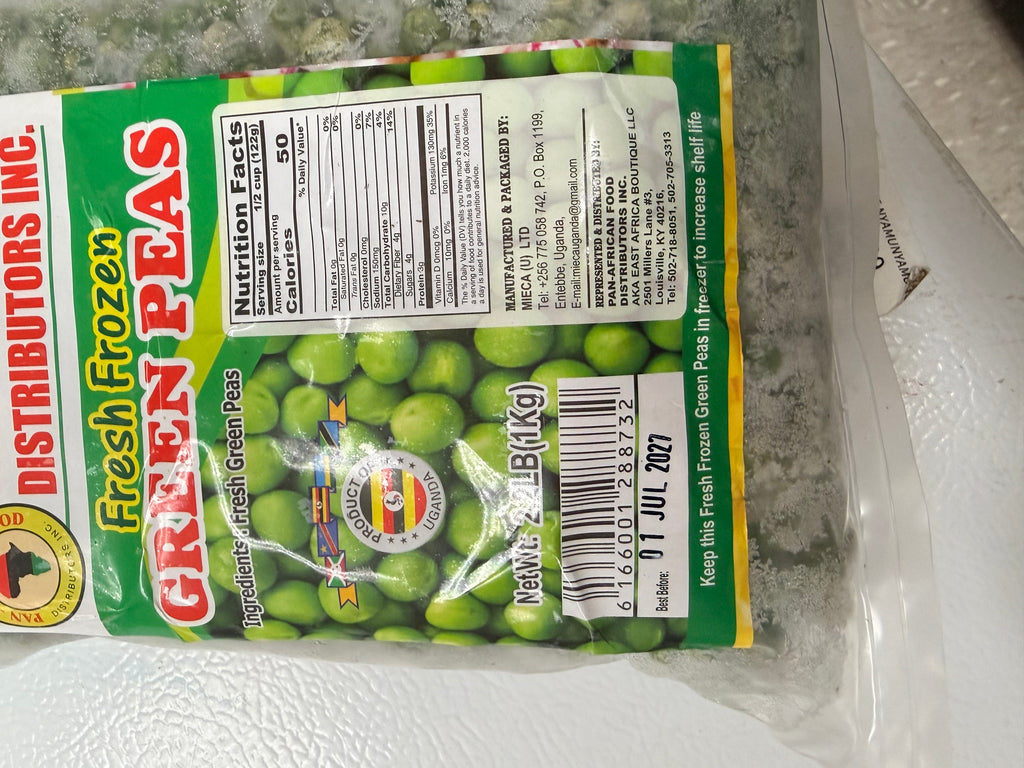 DISTRIBUTORS INC.
OD
PAN
DISTRIBUTERS INC.
Fresh Frozen
GREEN PEAS
Ingredients: Fresh Green Peas
PRODUCT OF
UGANDA
Nutrition Facts
Serving size 1/2 cup (122g)
Amount per serving
Calories 50
% Daily Value*
Total Fat 0g 0%
Saturated Fat 0g 0%
Trans Fat 0g
Cholesterol 0mg 0%
Sodium 150mg 7%
Total Carbohydrate 10g 4%
Dietary Fiber 4g 14%
Sugars 4g
Protein 3g
Vitamin D 0mcg 0% Potassium 130mg 35%
Calcium 10mg 0% Iron 1mg 6%
The % Daily Value (DV) tells you how much a nutrient in
a serving of food contributes to a daily diet. 2,000 calories
a day is used for general nutrition advice.
MANUFACTURED & PACKAGED BY:
MIECA (U) LTD
Tel: +256 775 058 742, P.O. Box 1199,
Entebbe, Uganda,
E-mail:miecauganda@gmail.com
REPRESENTED & DISTRIBUTED BY:
PAN-AFRICAN FOOD
DISTRIBUTORS INC.
AKA EAST AFRICA BOUTIQUE LLC
2501 Millers Lane #3,
Louisville, KY 40216,
Tel: 502-718-8051, 502-705-3313
NetWt: 2.2LB(1Kg)
6 166001 288732
Best Before: 01 JUL 2027
Keep this Fresh Frozen Green Peas in freezer to increase shelf life